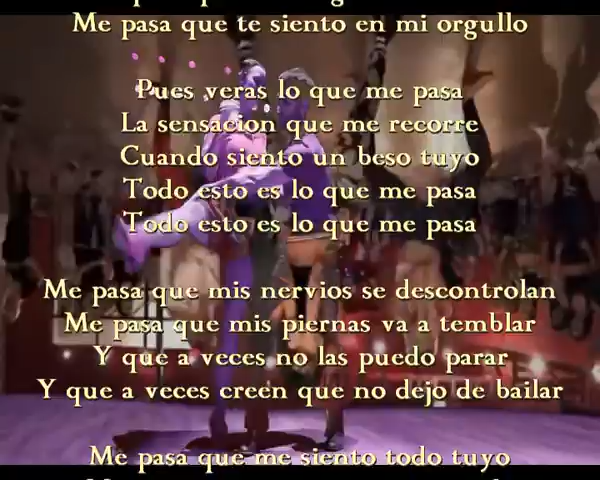 Me pasa que te siento en mi orgullo
Pues veras lo que me pasa
La sensacion que me recorre
Cuando siento un beso tuyo
Todo esto es lo que me pasa
Todo esto es lo que me pasa
Me pasa que mis nervios se descontrolan
Me pasa que mis piernas va a temblar
Y que a veces no las puedo parar
Y que a veces creen que no dejo de bailar
Me pasa que me siento todo tuyo